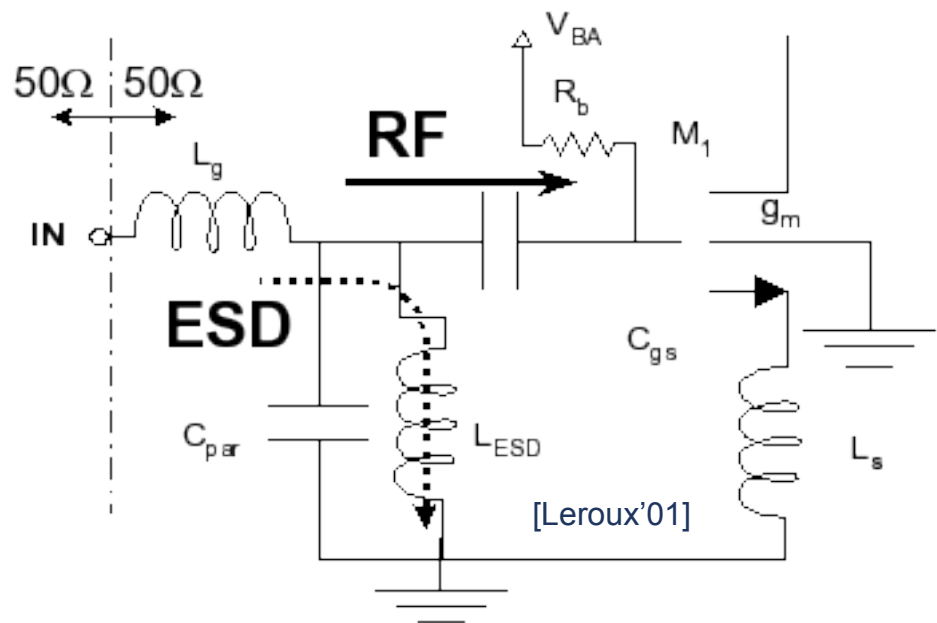 V_BA
50Ω 50Ω
R_b
RF
M_1
L_g
g_m
IN
ESD
C_gs
C_par
L_ESD
L_s
[Leroux'01]